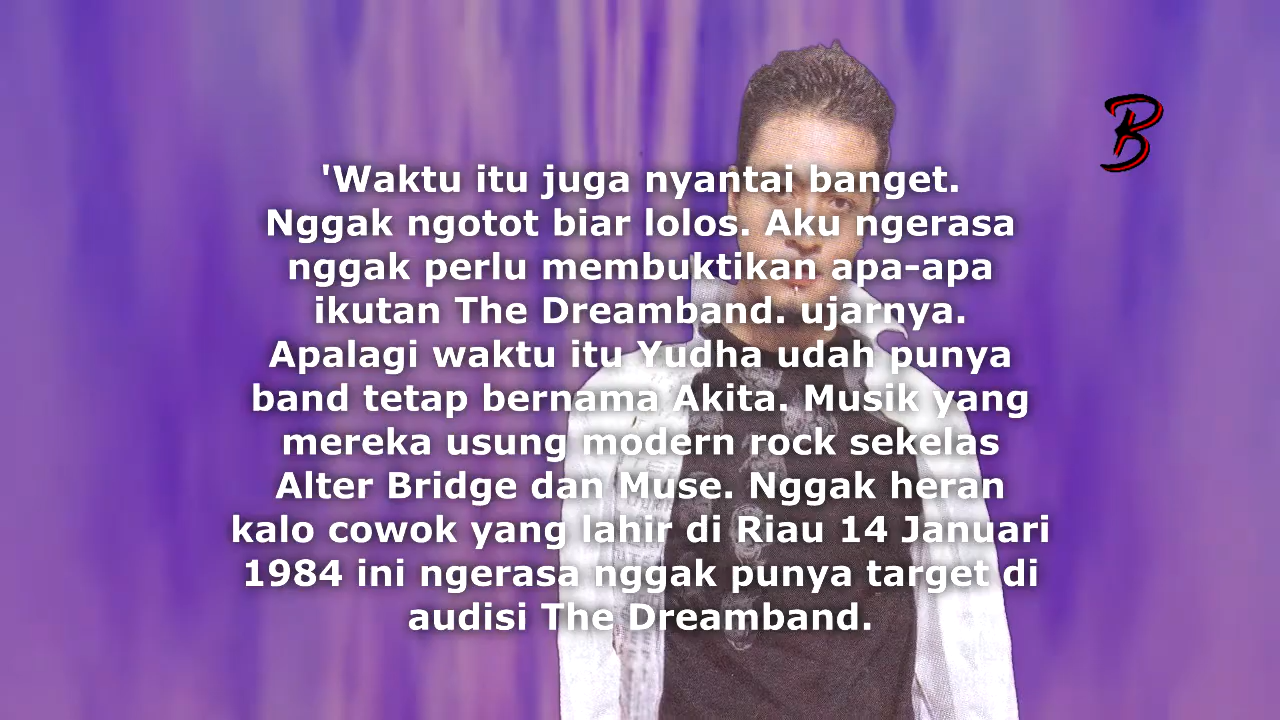 'Waktu itu juga nyantai banget.
Nggak ngotot biar lolos. Aku ngerasa
nggak perlu membuktikan apa-apa
ikutan The Dreamband. ujarnya.
Apalagi waktu itu Yudha udah punya
band tetap bernama Akita. Musik yang
mereka usung modern rock sekelas
Alter Bridge dan Muse. Nggak heran
kalo cowok yang lahir di Riau 14 Januari
1984 ini ngerasa nggak punya target di
audisi The Dreamband.
B